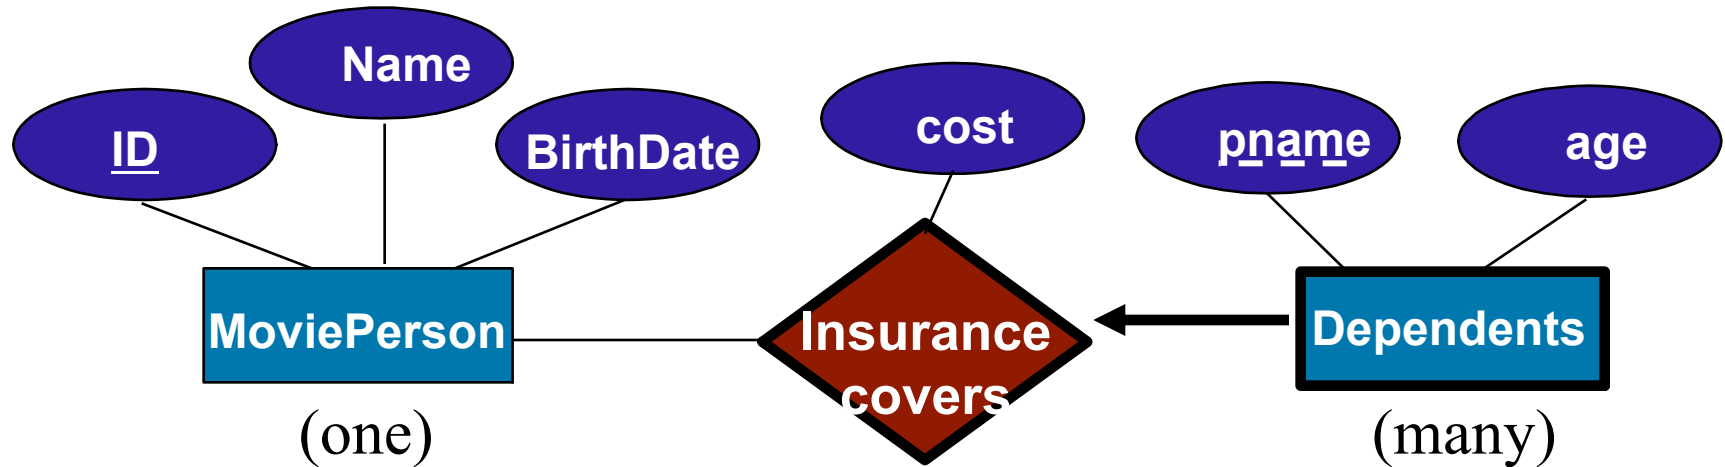 Name
cost
ID
BirthDate
pname
age
MoviePerson
Insurance
covers
Dependents
(one)
(many)